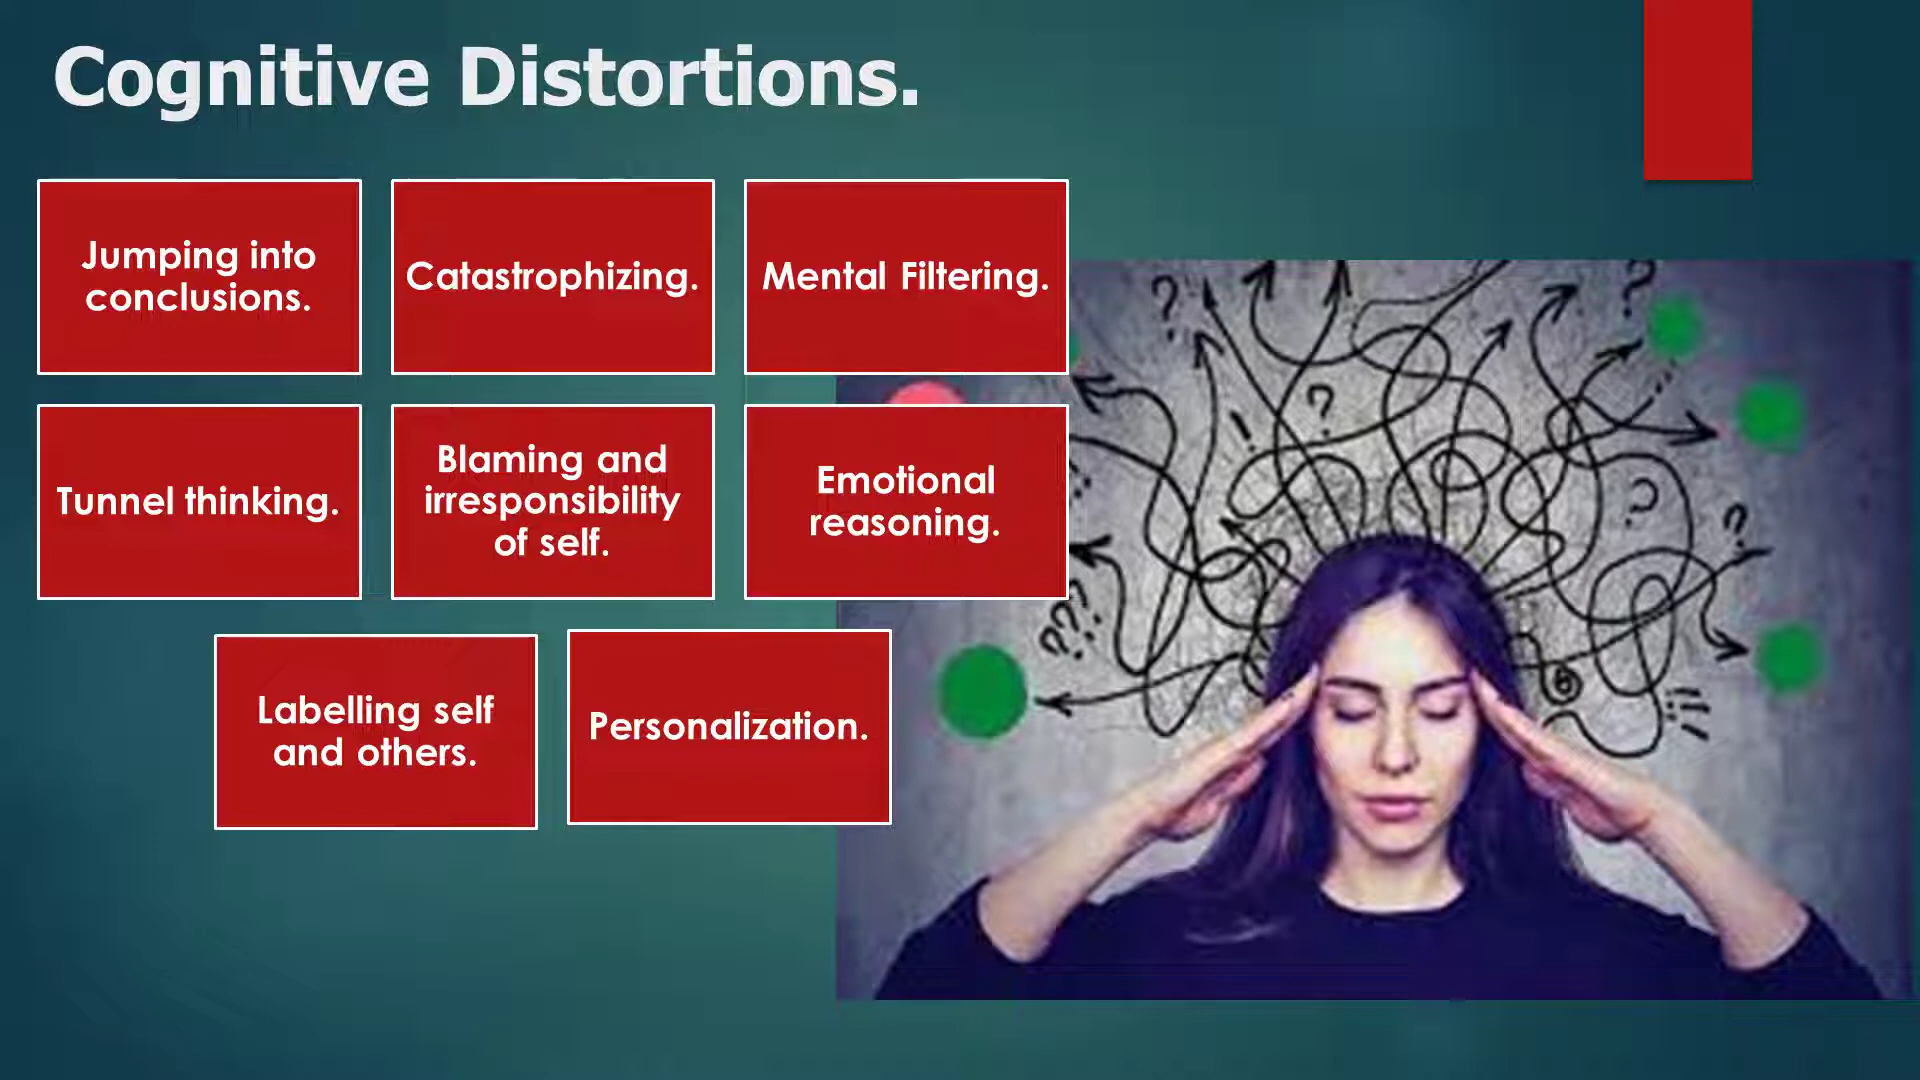 Cognitive Distortions.
Jumping into
conclusions.
Catastrophizing.
Mental Filtering.
Tunnel thinking.
Blaming and
irresponsibility
of self.
Emotional
reasoning.
Labelling self
and others.
Personalization.